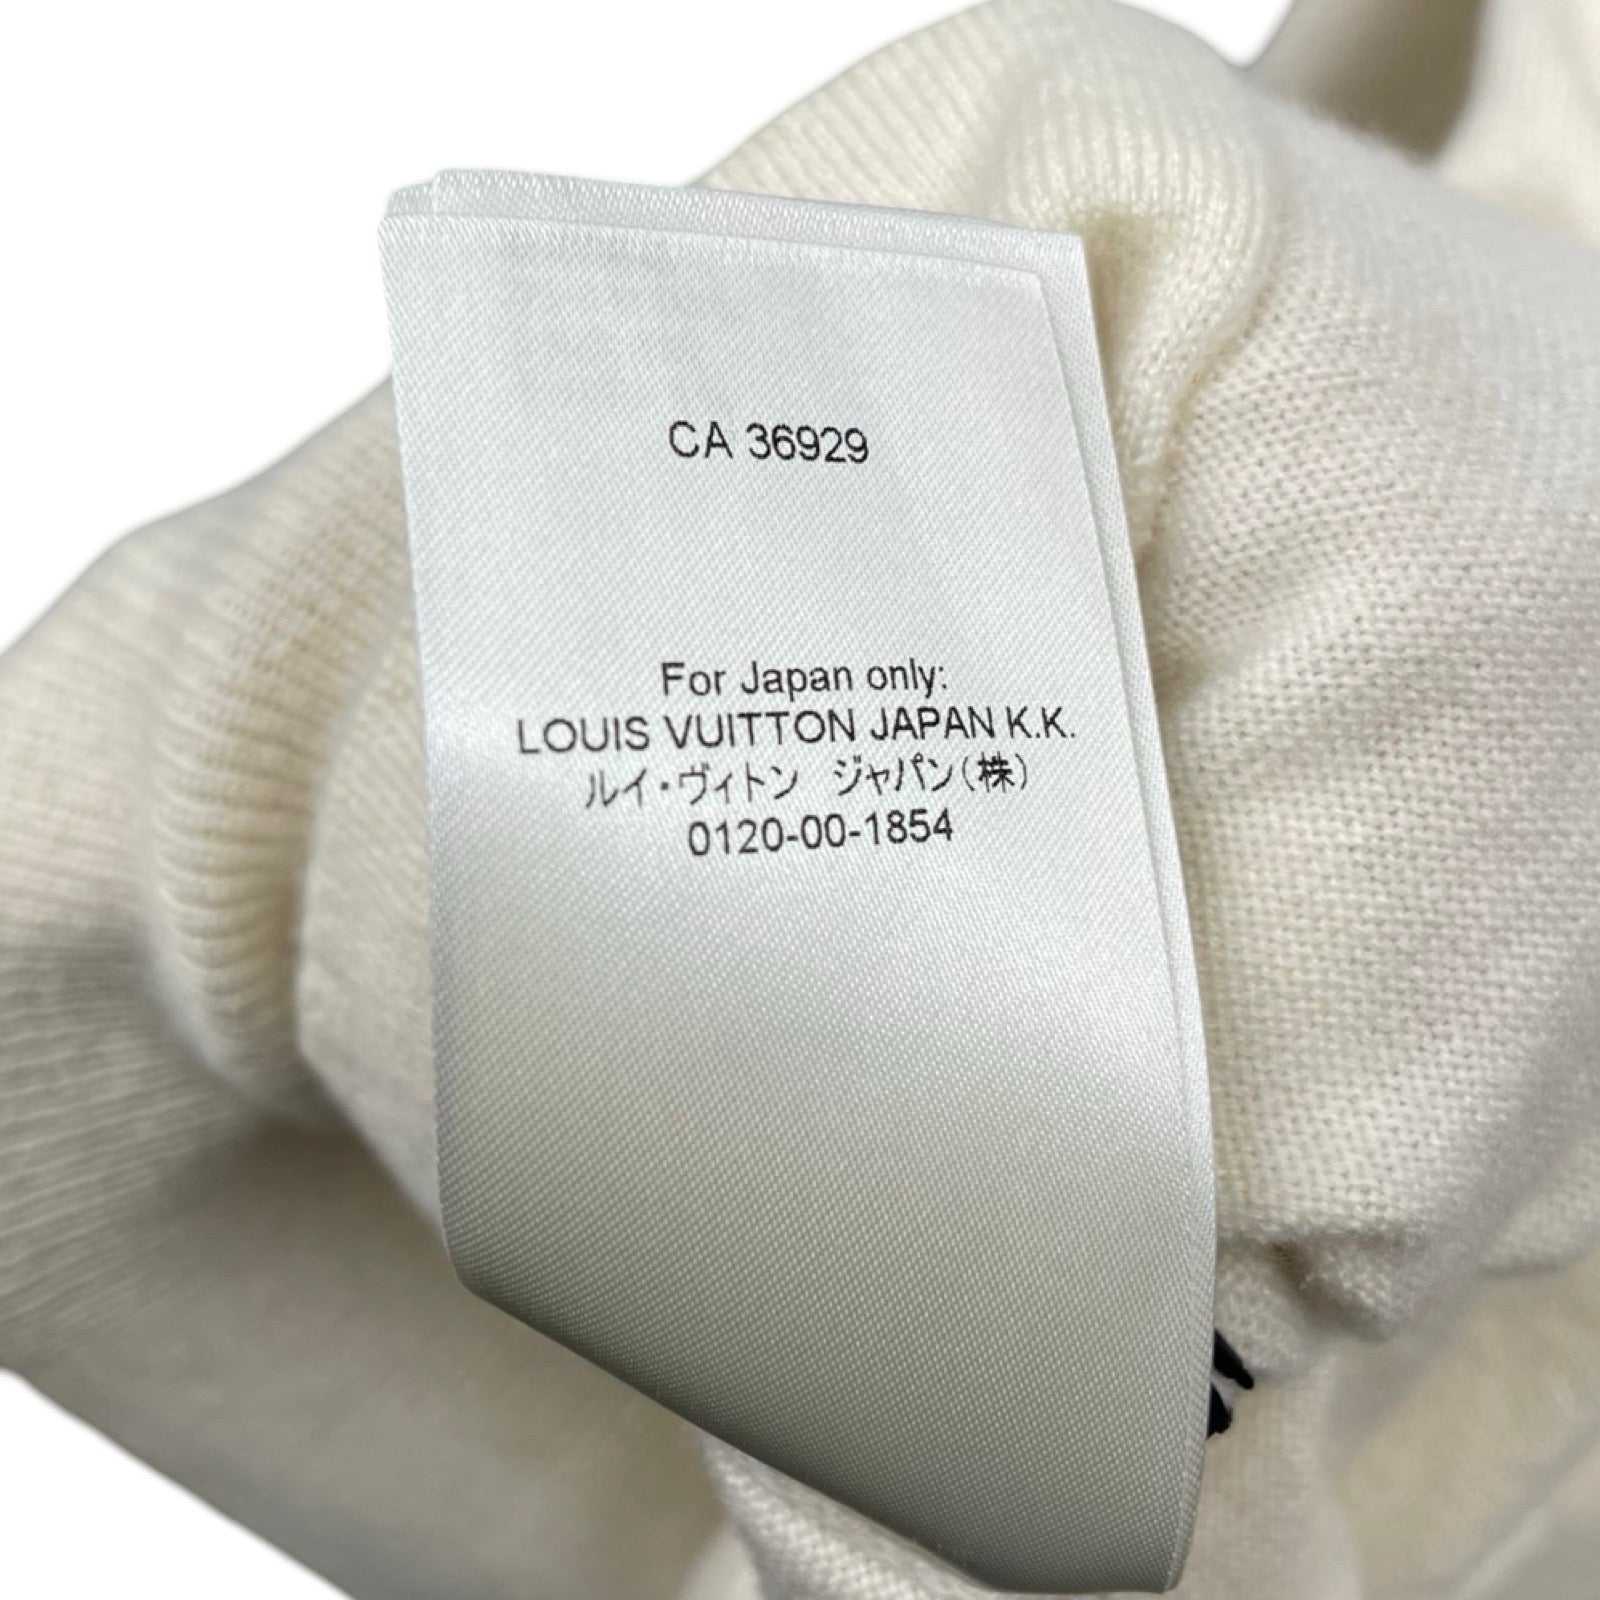 CA 36929
For Japan only:
LOUIS VUITTON JAPAN K.K.
ルイ・ヴィトン ジャパン(株)
0120-00-1854